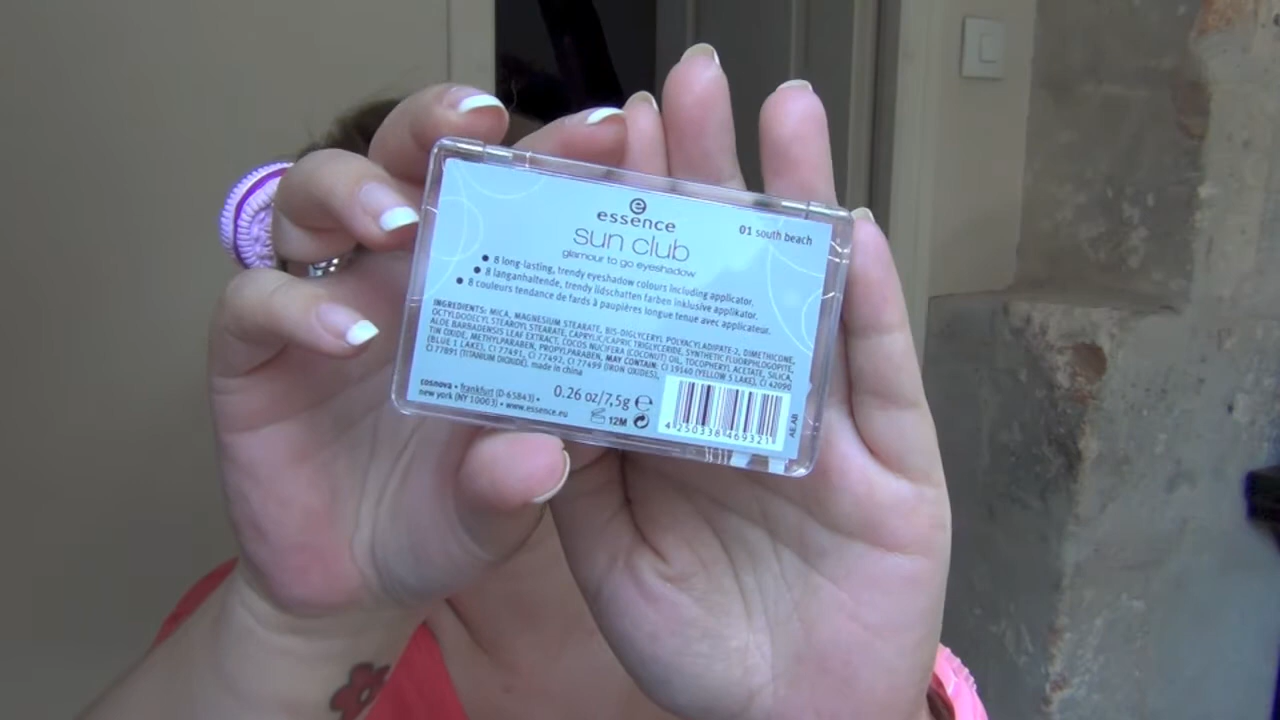 e
essence
01 south beach
sun club
glamour to go eyeshadow
● 8 long-lasting, trendy eyeshadow colours including applicator.
● 8 langanhaltende, trendy lidschatten farben inklusive applikator.
● 8 couleurs tendance de fards à paupières longue tenue avec applicateur.
INGREDIENTS: MICA, MAGNESIUM STEARATE, BIS-DIGLYCERYL POLYACYLADIPATE-2, DIMETHICONE,
OCTYLDODECYL STEAROYL STEARATE, CAPRYLIC/CAPRIC TRIGLYCERIDE, SYNTHETIC FLUORPHLOGOPITE,
ALOE BARBADENSIS LEAF EXTRACT, COCOS NUCIFERA (COCONUT) OIL, TOCOPHERYL ACETATE, SILICA,
TIN OXIDE, METHYLPARABEN, PROPYLPARABEN, MAY CONTAIN: CI 19140 (YELLOW 5 LAKE), CI 42090
(BLUE 1 LAKE), CI 77491, CI 77492, CI 77499 (IRON OXIDES),
CI 77891 (TITANIUM DIOXIDE). made in china
cosnova • frankfurt (D-65843) •
new york (NY 10003) • www.essence.eu
0.26 oz/7,5g e
12M
4 250338 469321